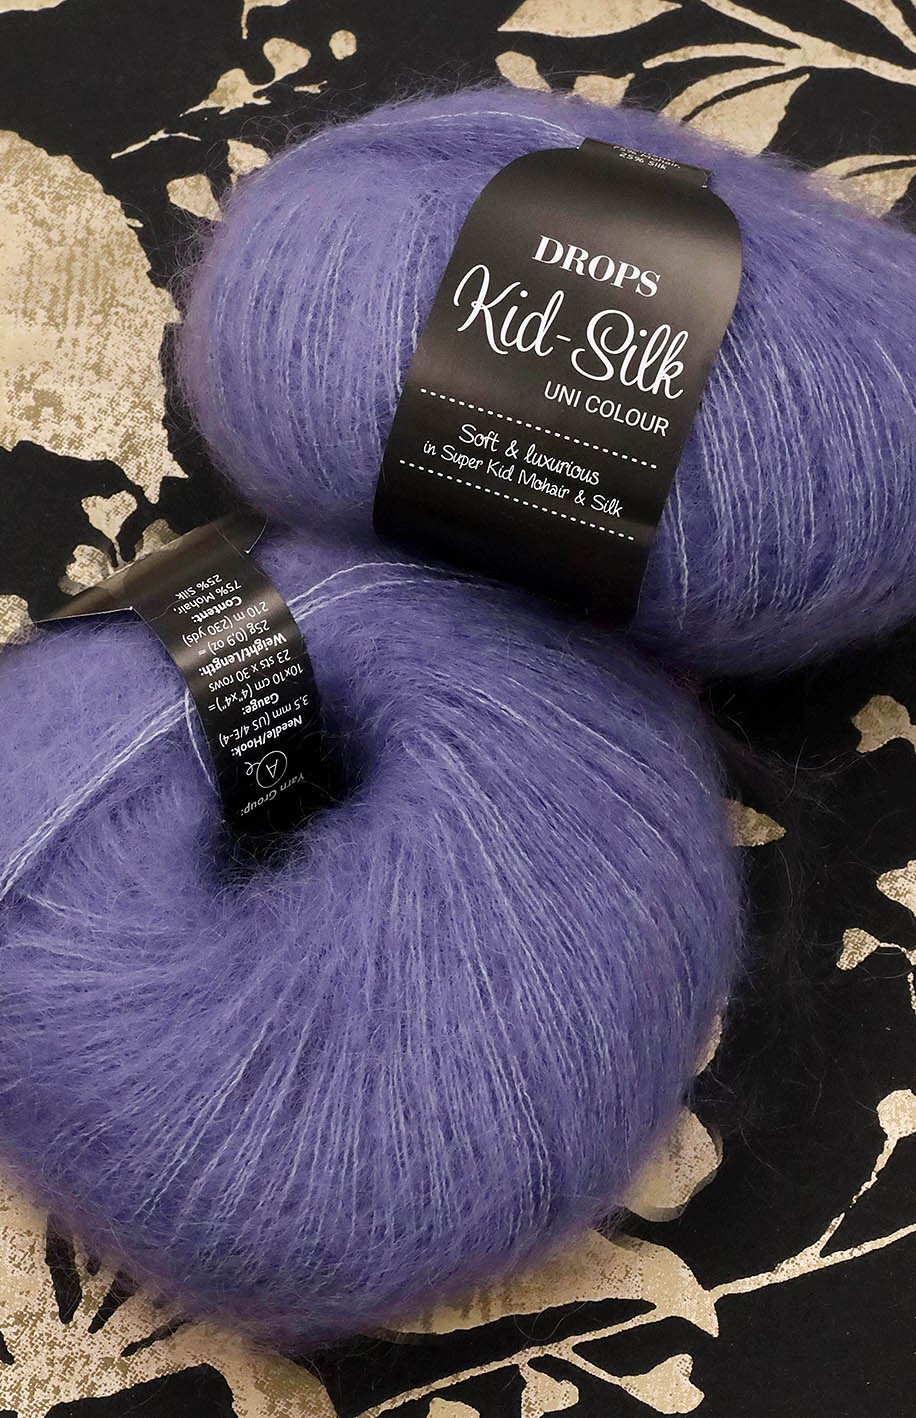 75% Mohair,
25% Silk
DROPS
Kid-Silk
UNI COLOUR
Soft & luxurious
in Super Kid Mohair & Silk
Yarn Group:
A
Needle/Hook:
3,5 mm (US 4/E-4)
Gauge:
10x10 cm (4"x4")=
23 sts x 30 rows
Weight/Length:
25g (0.9 oz) =
210 m (230 yds)
Content:
75% Mohair,
25% Silk